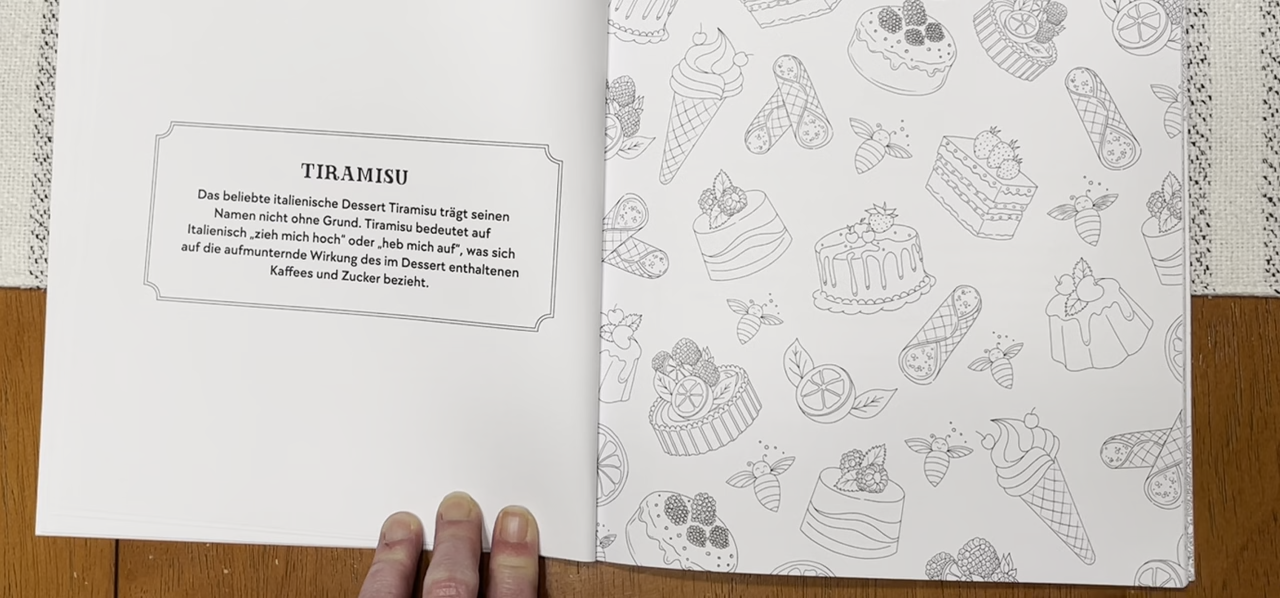 TIRAMISU
Das beliebte italienische Dessert Tiramisu trägt seinen
Namen nicht ohne Grund. Tiramisu bedeutet auf
Italienisch „zieh mich hoch“ oder „heb mich auf“, was sich
auf die aufmunternde Wirkung des im Dessert enthaltenen
Kaffees und Zucker bezieht.